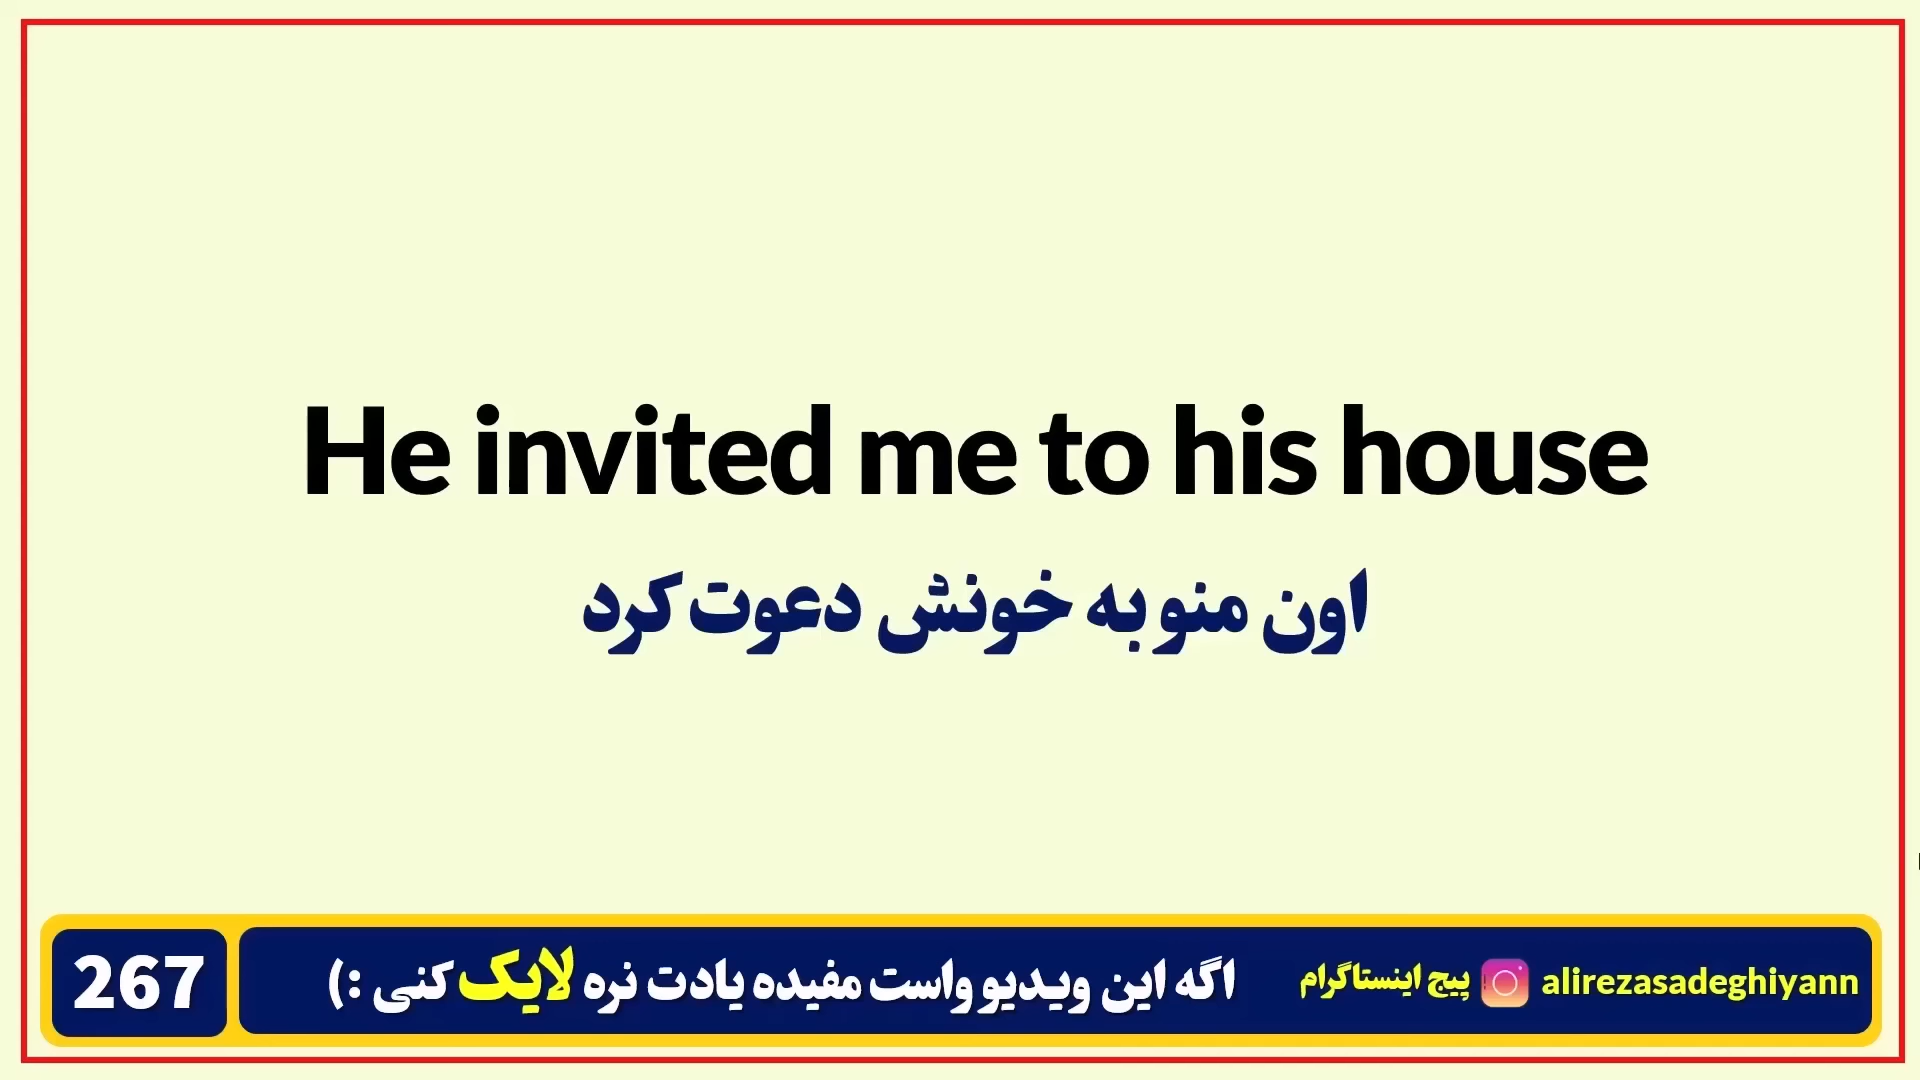 He invited me to his house
اون منو به خونش دعوت کرد
267
اگه این ویدیو واست مفیده یادت نره لایک کنی :)
پیج اینستاگرام alirezasadeghiyann